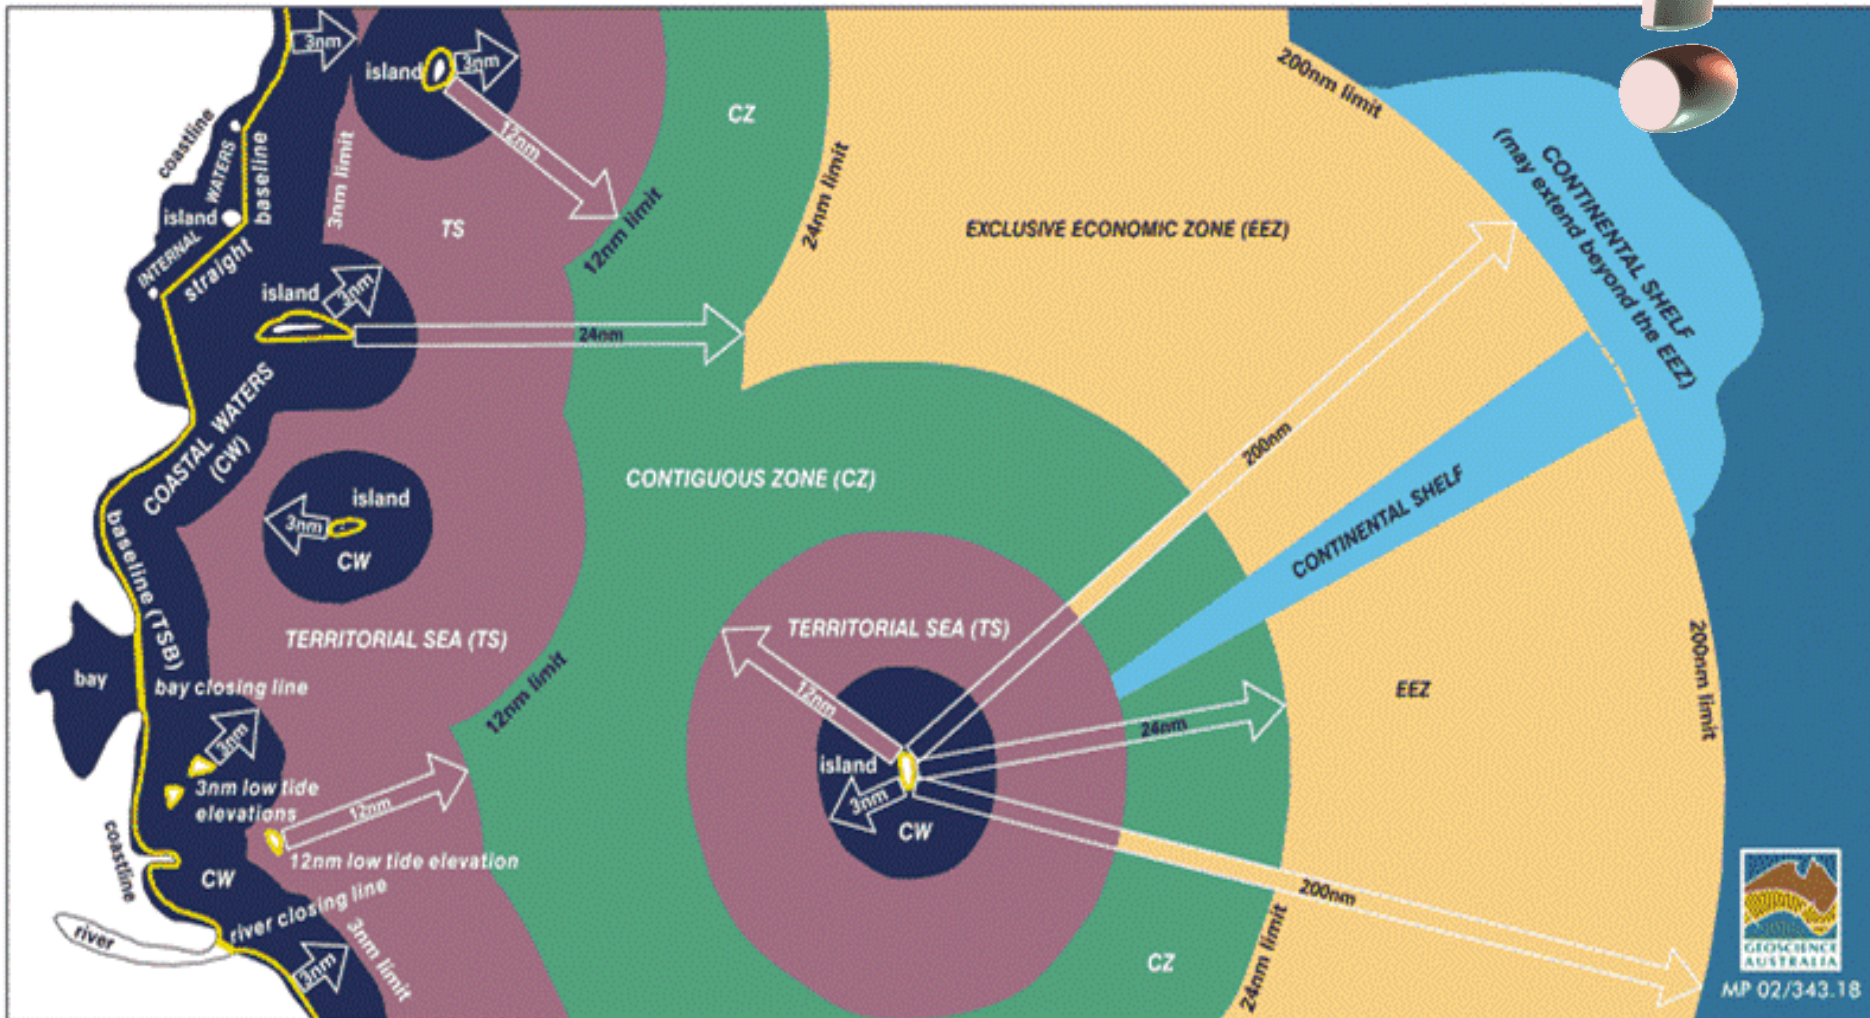 3nm
island
3nm
12nm
CZ
200nm limit
coastline
INTERNAL WATERS
straight baseline
3nm limit
island
TS
12nm limit
24nm limit
EXCLUSIVE ECONOMIC ZONE (EEZ)
CONTINENTAL SHELF
(may extend beyond the EEZ)
island
3nm
24nm
COASTAL WATERS
(CW)
200nm
CONTIGUOUS ZONE (CZ)
CONTINENTAL SHELF
island
3nm
CW
baseline (TSB)
TERRITORIAL SEA (TS)
TERRITORIAL SEA (TS)
12nm limit
200nm limit
bay
bay closing line
3nm
12nm
24nm
EEZ
3nm low tide
elevations
island
3nm
CW
12nm
12nm low tide elevation
coastline
CW
river closing line
river
3nm limit
3nm
200nm
24nm limit
CZ
GEOSCIENCE
AUSTRALIA
MP 02/343.18